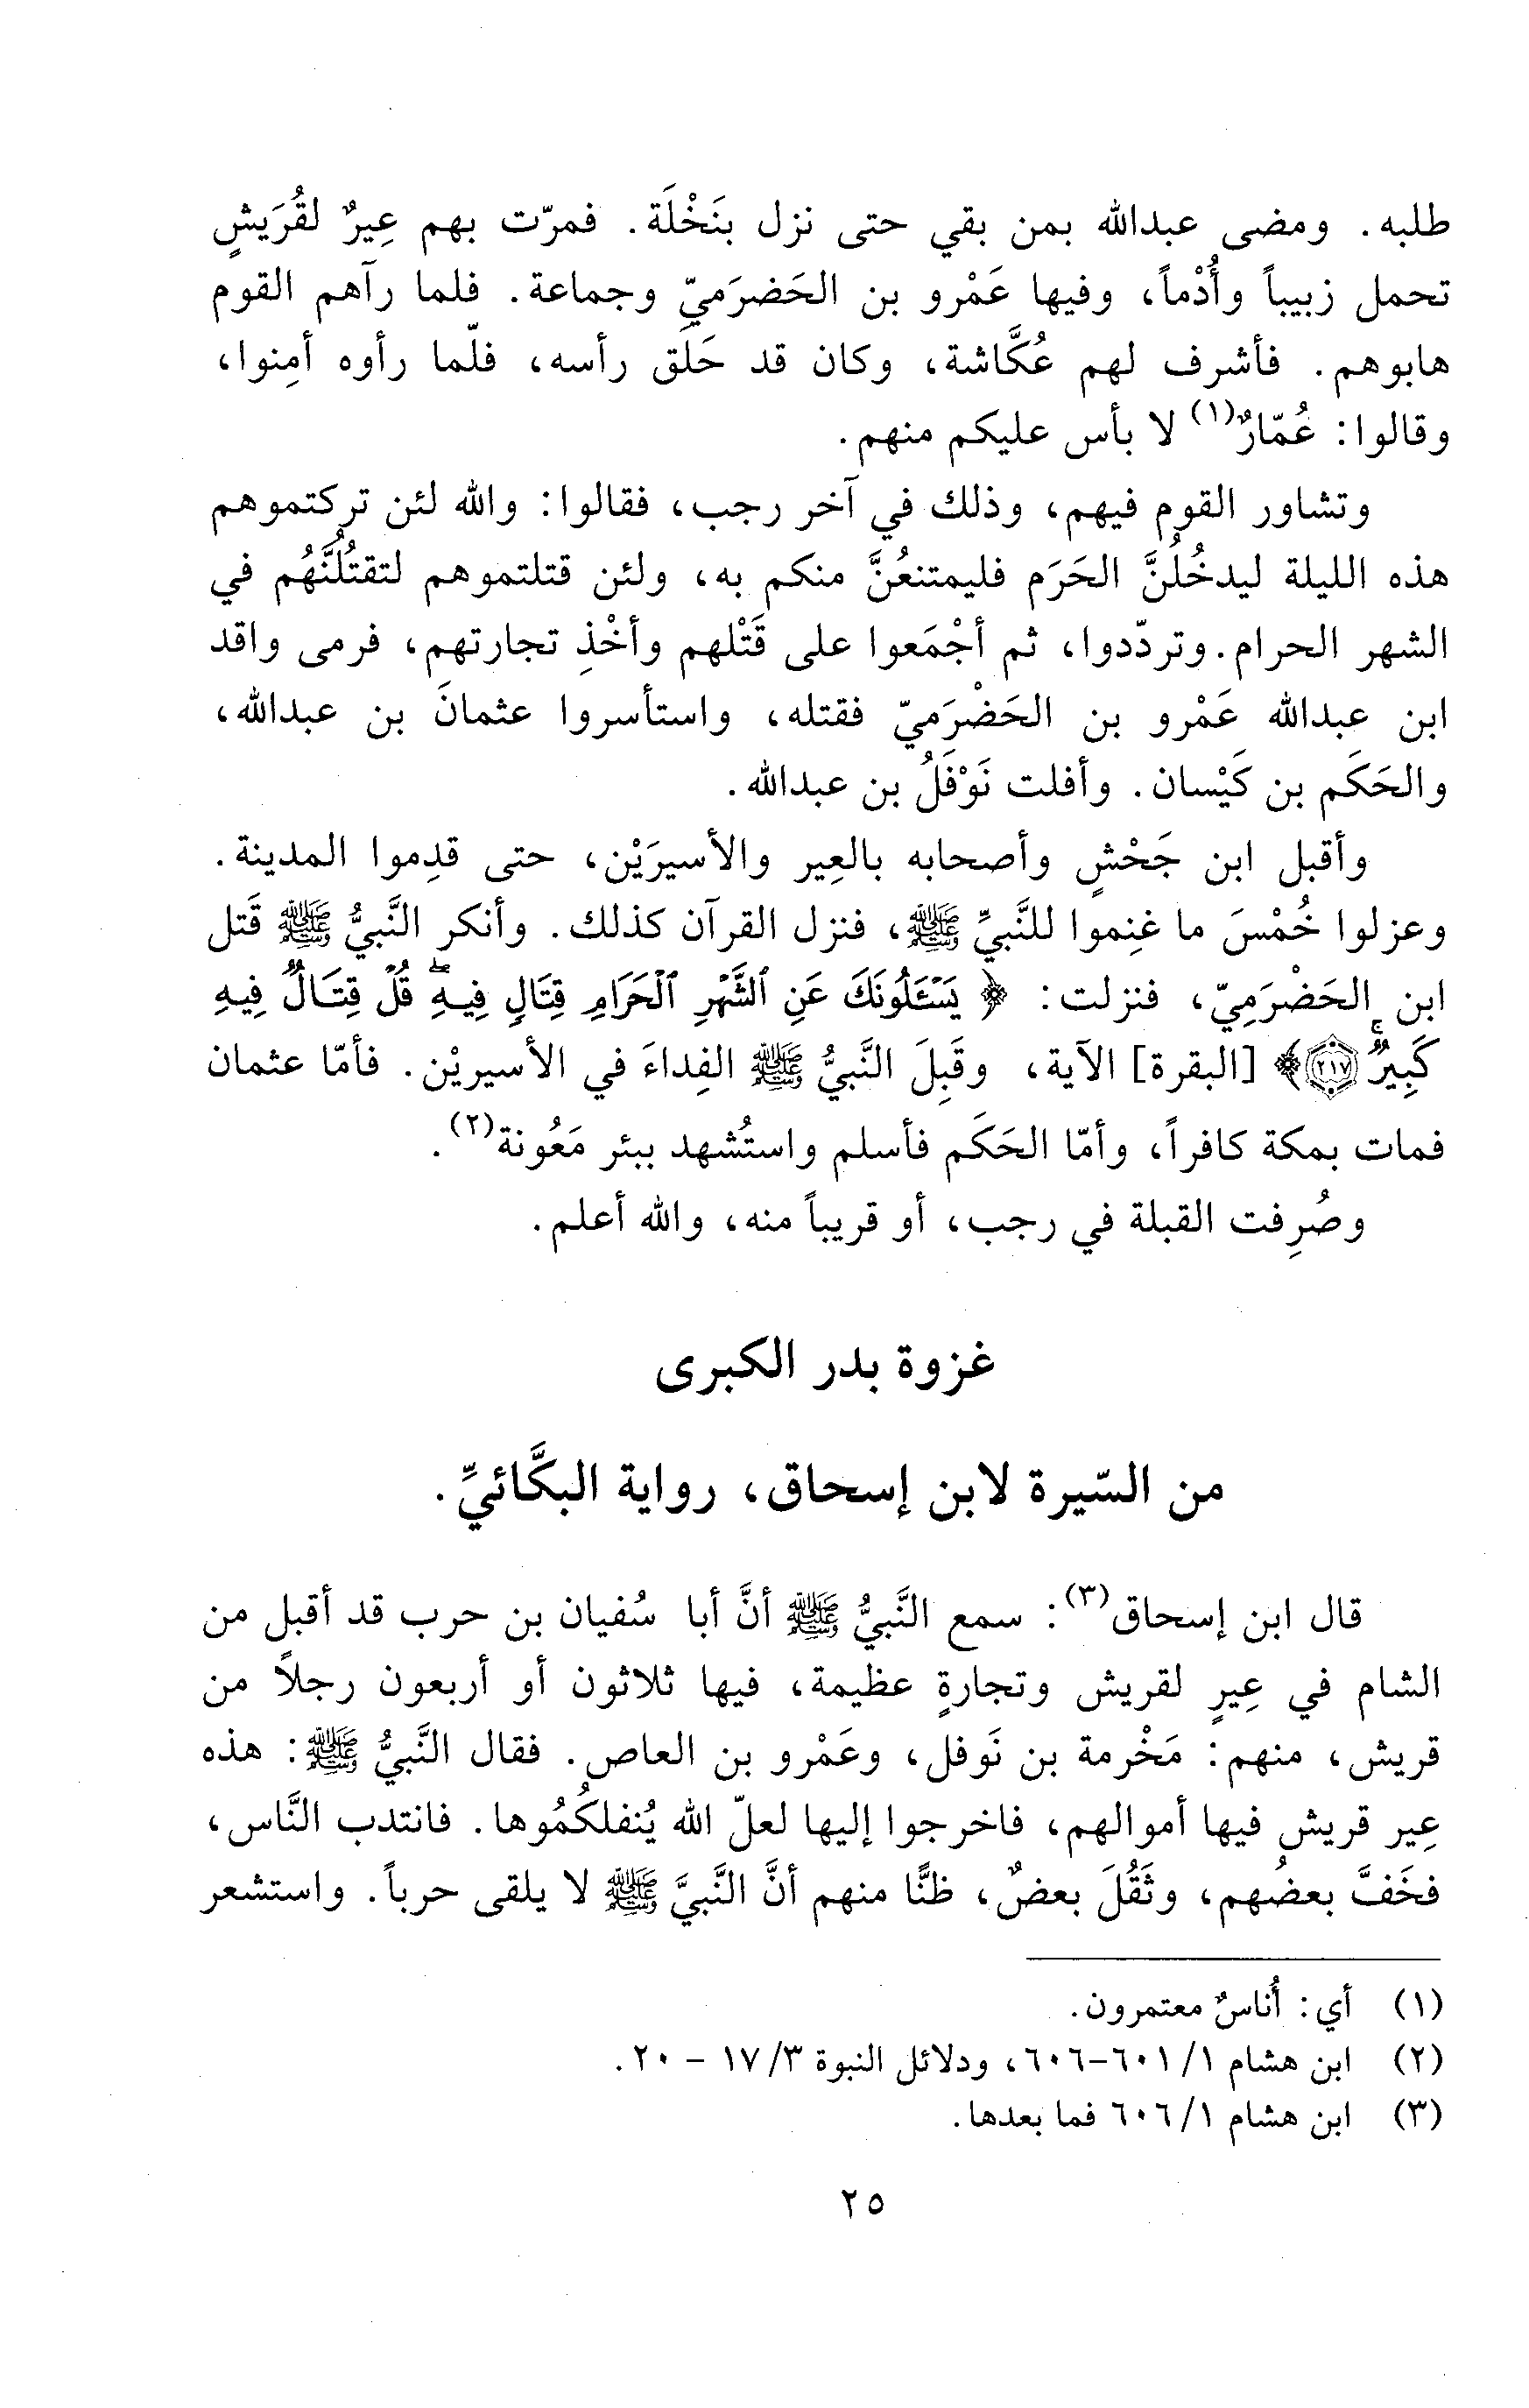 طلبه. ومضى عبدالله بمن بقي حتى نزل بنَخْلَة. فمرّت بهم عِيرٌ لقُرَيشٍ
تحمل زبيباً وأُدْماً، وفيها عَمْرو بن الحَضرَميّ وجماعة. فلما رآهم القوم
هابوهم. فأشرف لهم عُكَّاشة، وكان قد حَلَق رأسه، فلّما رأوه أمِنوا،
وقالوا: عُمّارٌ(١) لا بأس عليكم منهم.
وتشاور القوم فيهم، وذلك في آخر رجب، فقالوا: والله لئن تركتموهم
هذه الليلة ليدخُلُنَّ الحَرَم فليمتنعُنَّ منكم به، ولئن قتلتموهم لتقتُلُنَّهُم في
الشهر الحرام. وتردّدوا، ثم أجْمَعوا على قَتْلهم وأخْذِ تجارتهم، فرمى واقد
ابن عبدالله عَمْرو بن الحَضْرَميّ فقتله، واستأسروا عثمانَ بن عبدالله،
والحَكَم بن كَيْسان. وأفلت نَوْفَلُ بن عبدالله.
وأقبل ابن جَحْشٍ وأصحابه بالعِير والأسيرَيْن، حتى قدِموا المدينة.
وعزلوا خُمْسَ ما غنِموا للنَّبيِّ ﷺ، فنزل القرآن كذلك. وأنكر النَّبيُّ ﷺ قَتل
ابن الحَضْرَمِيّ، فنزلت: ﴿ يَسْـَٔلُونَكَ عَنِ ٱلشَّهْرِ ٱلْحَرَامِ قِتَالٍ فِيهِۖ قُلْ قِتَالٌ فِيهِ
كَبِيرٌۚ ٢١٧﴾ [البقرة] الآية، وقَبِلَ النَّبيُّ ﷺ الفِداءَ في الأسيريْن. فأمّا عثمان
فمات بمكة كافراً، وأمّا الحَكَم فأسلم واستُشهد ببئر مَعُونة(٢).
وصُرِفت القبلة في رجب، أو قريباً منه، والله أعلم.
غزوة بدر الكبرى
من السّيرة لابن إسحاق، رواية البكَّائيِّ.
قال ابن إسحاق(٣): سمع النَّبيُّ ﷺ أنَّ أبا سُفيان بن حرب قد أقبل من
الشام في عِيرٍ لقريش وتجارةٍ عظيمة، فيها ثلاثون أو أربعون رجلاً من
قريش، منهم: مَخْرمة بن نَوفل، وعَمْرو بن العاص. فقال النَّبيُّ ﷺ: هذه
عِير قريش فيها أموالهم، فاخرجوا إليها لعلّ الله يُنفلكُمُوها. فانتدب النَّاس،
فخَفَّ بعضُهم، وثَقُلَ بعضٌ، ظنًّا منهم أنَّ النَّبيَّ ﷺ لا يلقى حرباً. واستشعر
(١) أي: أُناسٌ معتمرون.
(٢) ابن هشام ١/ ٦٠١-٦٠٦، ودلائل النبوة ٣/ ١٧ - ٢٠.
(٣) ابن هشام ١/ ٦٠٦ فما بعدها.
٢٥